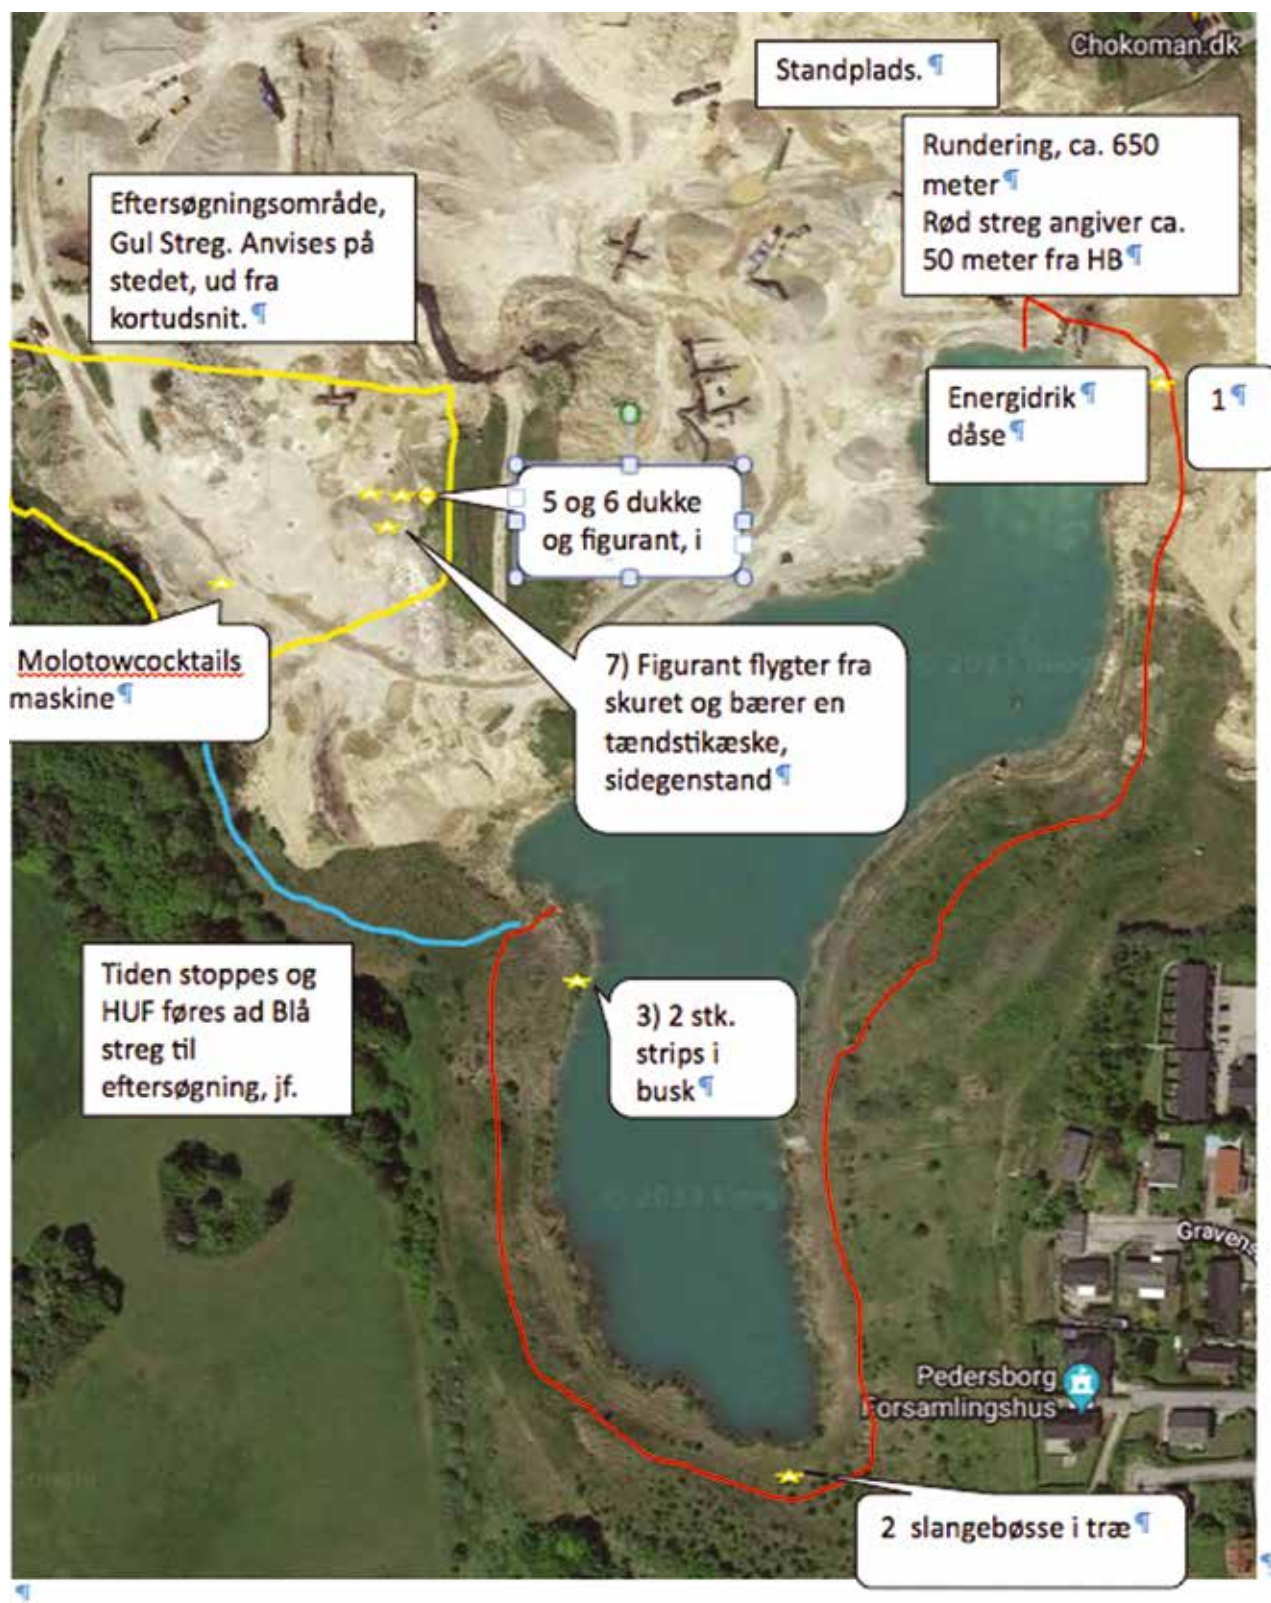 Chokoman.dk
Standplads.
Rundering, ca. 650
meter
Rød streg angiver ca.
50 meter fra HB
Eftersøgningsområde,
Gul Streg. Anvises på
stedet, ud fra
kortudsnit.
Energidrik
dåse
1
5 og 6 dukke
og figurant, i
Molotowcocktails
maskine
7) Figurant flygter fra
skuret og bærer en
tændstikæske,
sidegenstand
Tiden stoppes og
HUF føres ad Blå
streg til
eftersøgning, jf.
3) 2 stk.
strips i
busk
Gravens
Pedersborg
Forsamlingshus
2 slangebøsse i træ